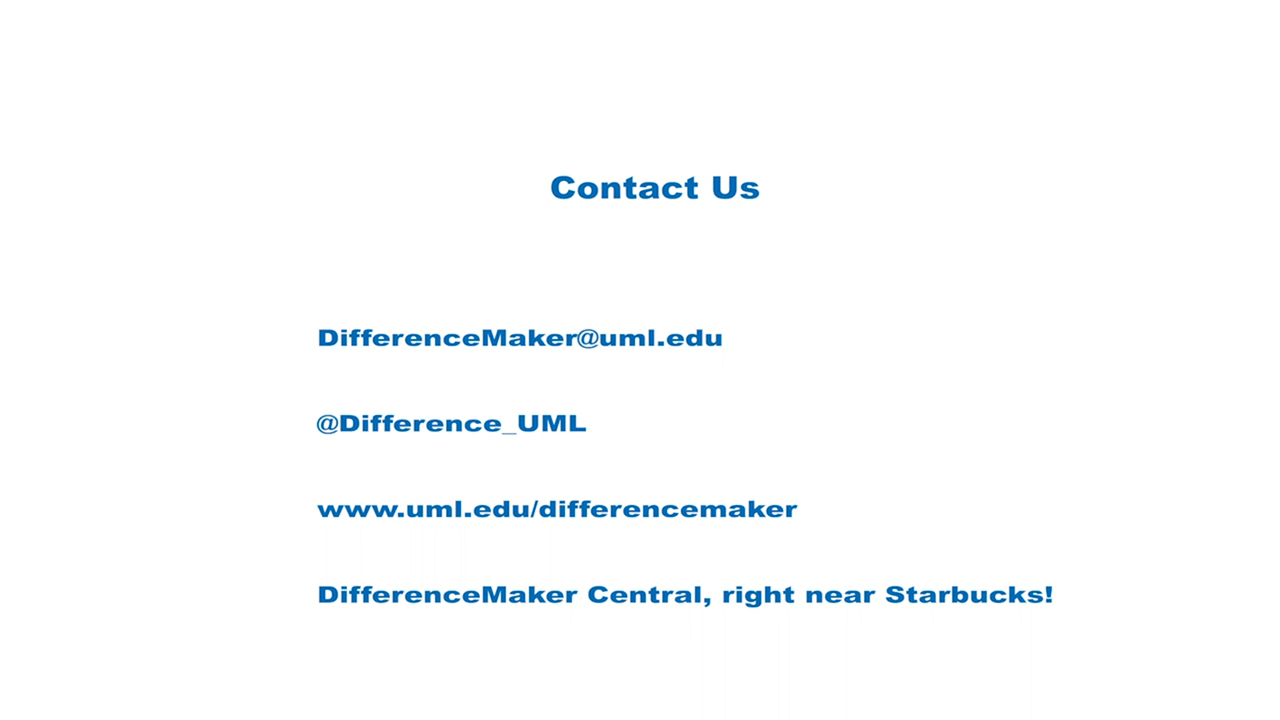 Contact Us
DifferenceMaker@uml.edu
@Difference_UML
www.uml.edu/differencemaker
DifferenceMaker Central, right near Starbucks!